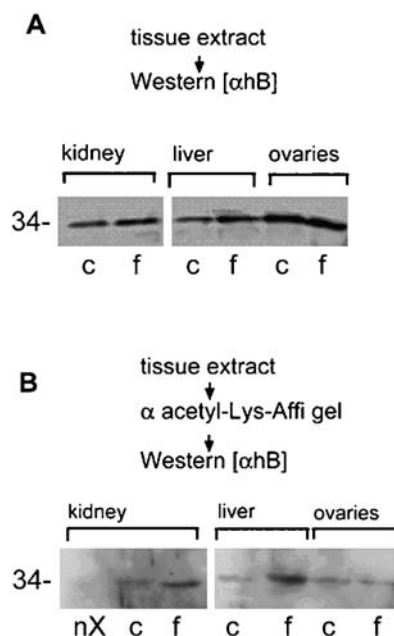 A
tissue extract
Western [αhB]
kidney liver ovaries
34-
c f c f c f
B
tissue extract
α acetyl-Lys-Affi gel
Western [αhB]
kidney liver ovaries
34-
nX c f c f c f